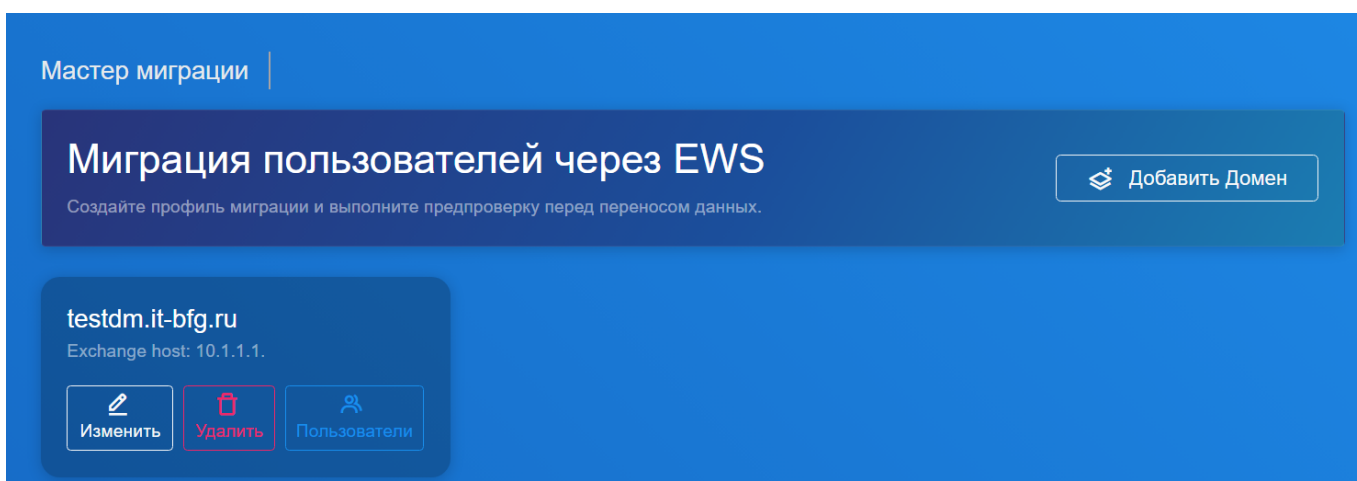 Мастер миграции
Миграция пользователей через EWS
Создайте профиль миграции и выполните предпроверку перед переносом данных.
Добавить Домен
testdm.it-bfg.ru
Exchange host: 10.1.1.1.
Изменить
Удалить
Пользователи